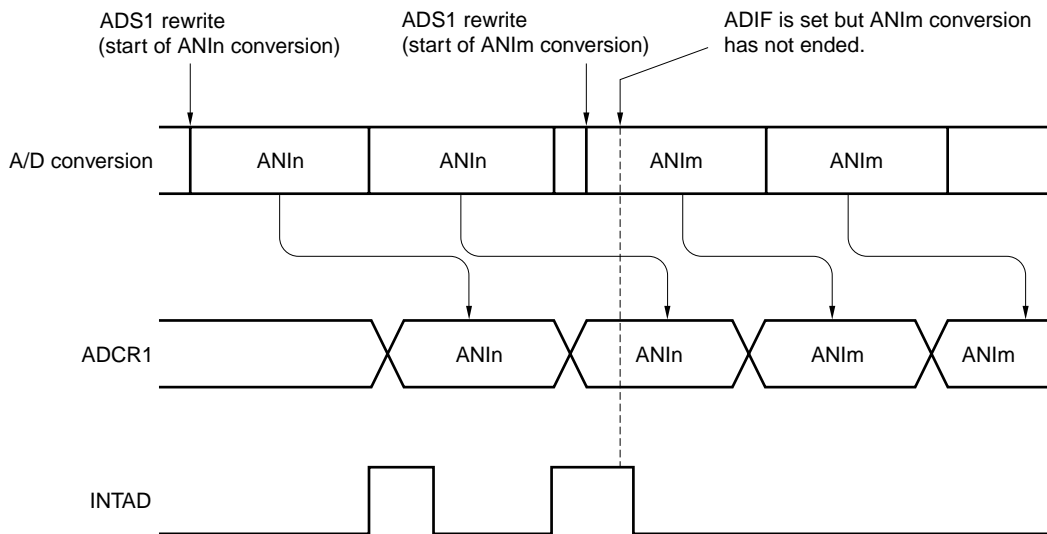 ADS1 rewrite
(start of ANIn conversion)
ADS1 rewrite
(start of ANIm conversion)
ADIF is set but ANIm conversion
has not ended.
A/D conversion
ANIn
ANIn
ANIm
ANIm
ADCR1
ANIn
ANIn
ANIm
ANIm
INTAD